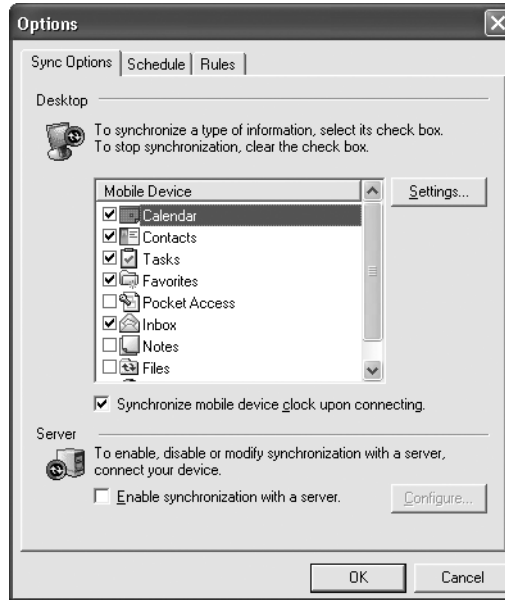 Options
Sync Options Schedule Rules
Desktop
To synchronize a type of information, select its check box.
To stop synchronization, clear the check box.
Mobile Device
Settings...
Calendar
Contacts
Tasks
Favorites
Pocket Access
Inbox
Notes
Files
Synchronize mobile device clock upon connecting.
Server
To enable, disable or modify synchronization with a server,
connect your device.
Enable synchronization with a server.
Configure...
OK Cancel